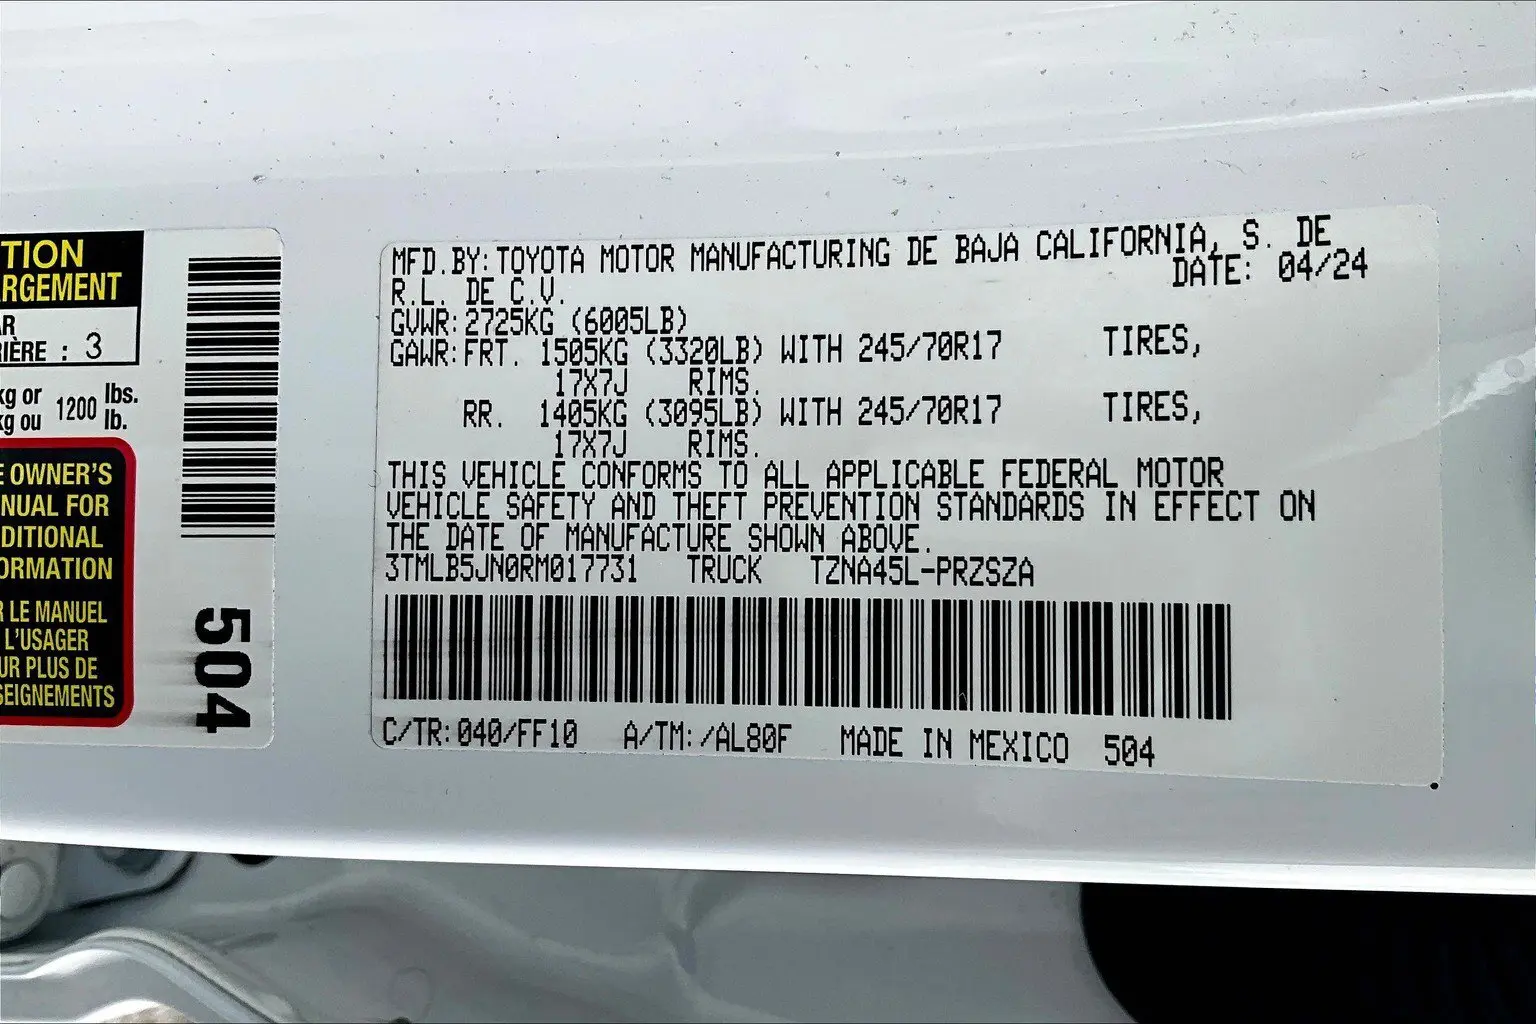 TION
RGEMENT
AR
IÈRE : 3
kg or 1200 lbs.
kg ou lb.
E OWNER'S
NUAL FOR
DITIONAL
ORMATION
R LE MANUEL
L'USAGER
UR PLUS DE
SEIGNEMENTS
504
MFD.BY: TOYOTA MOTOR MANUFACTURING DE BAJA CALIFORNIA, S. DE
R.L. DE C.V. DATE: 04/24
GVWR: 2725KG (6005LB)
GAWR: FRT. 1505KG (3320LB) WITH 245/70R17 TIRES,
17X7J RIMS.
RR. 1405KG (3095LB) WITH 245/70R17 TIRES,
17X7J RIMS.
THIS VEHICLE CONFORMS TO ALL APPLICABLE FEDERAL MOTOR
VEHICLE SAFETY AND THEFT PREVENTION STANDARDS IN EFFECT ON
THE DATE OF MANUFACTURE SHOWN ABOVE.
3TMLB5JN0RM017731 TRUCK TZNA45L-PRZSZA
C/TR: 040/FF10 A/TM: /AL80F MADE IN MEXICO 504